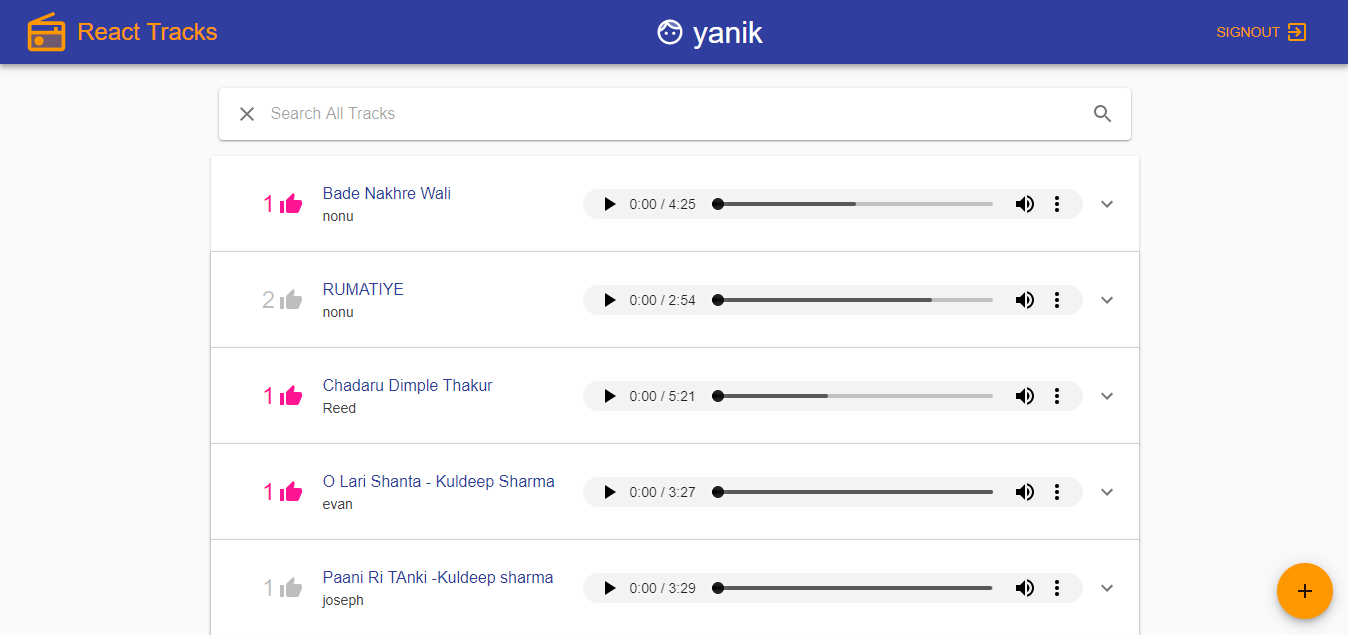 React Tracks
yanik
SIGNOUT
Search All Tracks
1
Bade Nakhre Wali
nonu
0:00 / 4:25
2
RUMATIYE
nonu
0:00 / 2:54
1
Chadaru Dimple Thakur
Reed
0:00 / 5:21
1
O Lari Shanta - Kuldeep Sharma
evan
0:00 / 3:27
1
Paani Ri TAnki -Kuldeep sharma
joseph
0:00 / 3:29